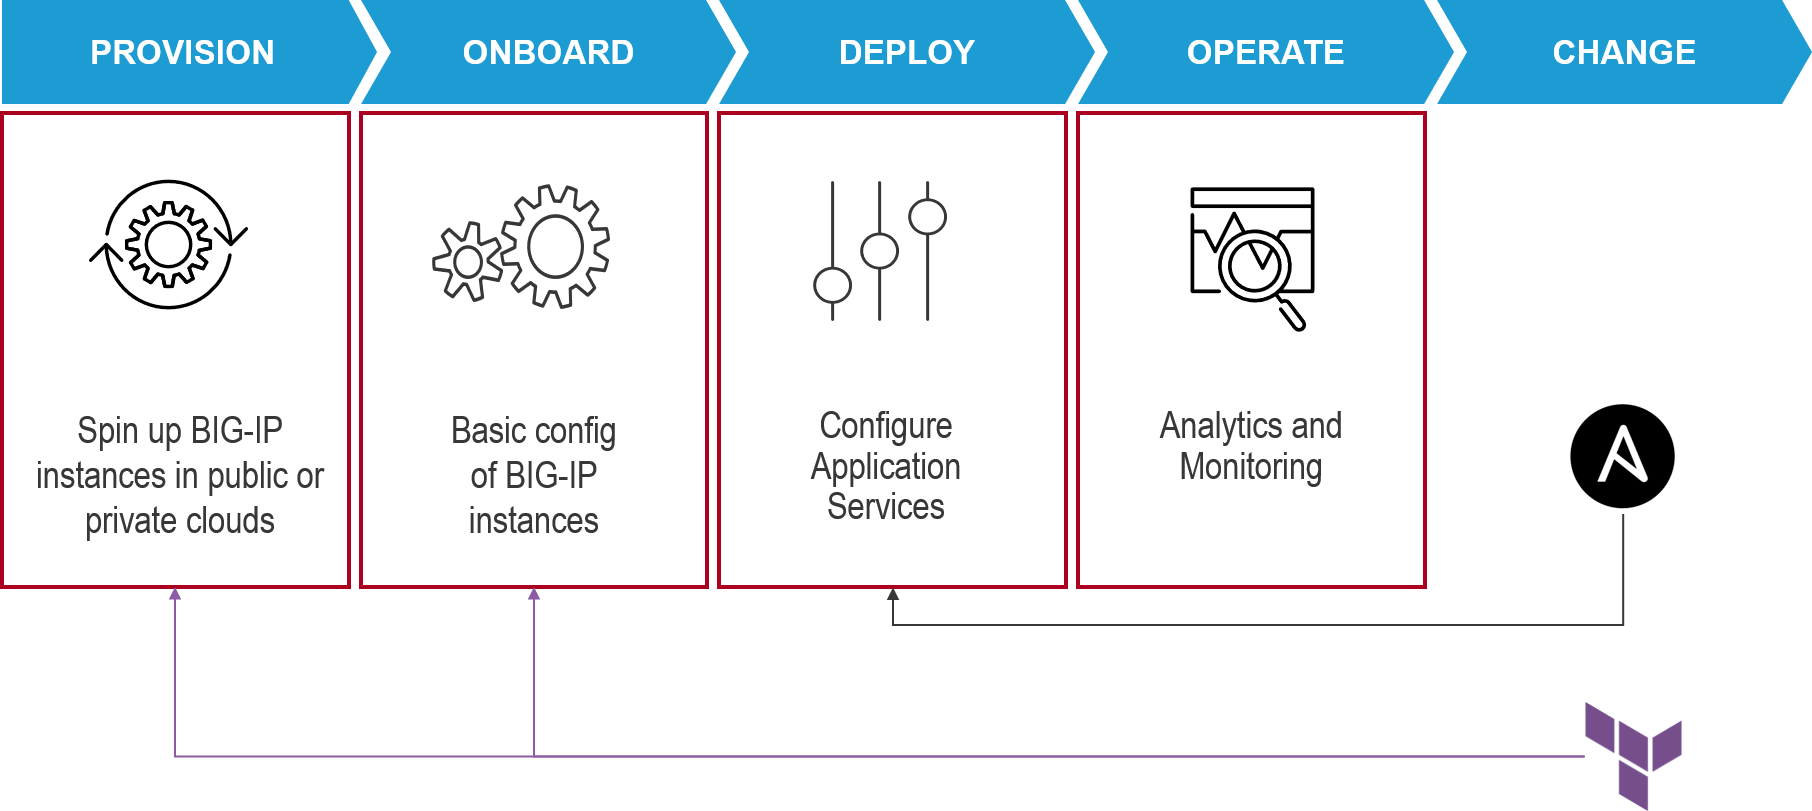 PROVISION
ONBOARD
DEPLOY
OPERATE
CHANGE
Spin up BIG-IP
instances in public or
private clouds
Basic config
of BIG-IP
instances
Configure
Application
Services
Analytics and
Monitoring